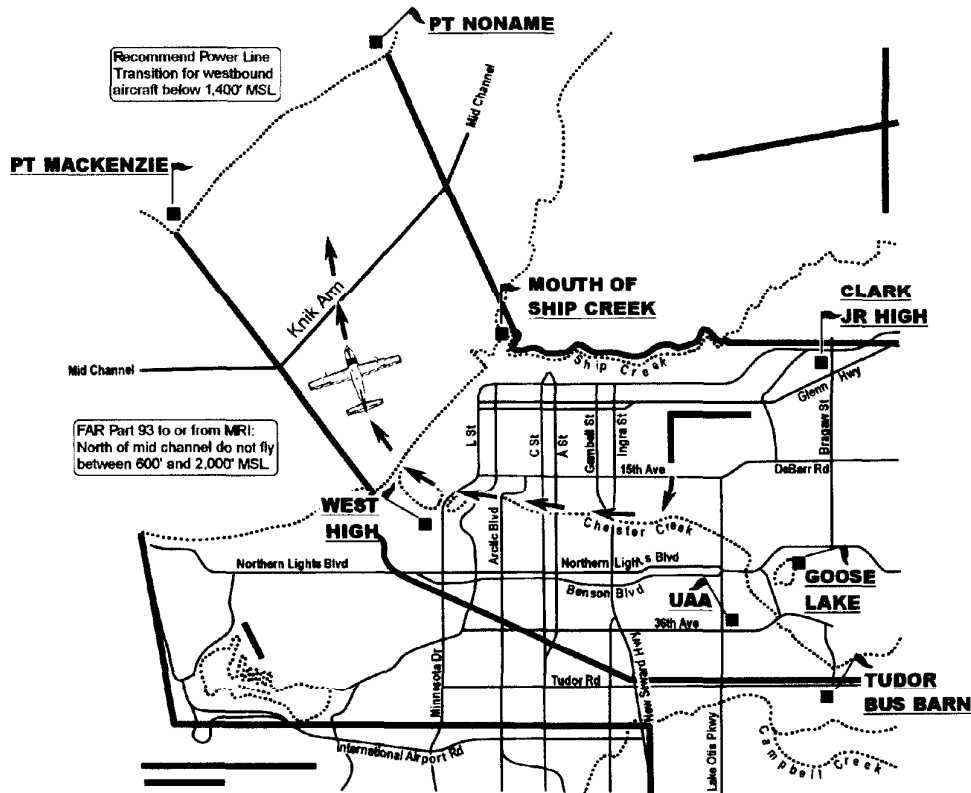 PT NONAME
Recommend Power Line
Transition for westbound
aircraft below 1,400' MSL
Mid Channel
PT MACKENZIE
Knik Arm
MOUTH OF
SHIP CREEK
CLARK
JR HIGH
Mid Channel
Ship Creek
Glenn Hwy
FAR Part 93 to or from MRI:
North of mid channel do not fly
between 600' and 2,000' MSL
L St
C St
A St
Gambell St
Ingra St
Bragaw St
15th Ave
DeBarr Rd
WEST
HIGH
Arctic Blvd
Chester Creek
Northern Lights Blvd
Northern Lights Blvd
Benson Blvd
GOOSE
LAKE
UAA
36th Ave
Minnesota Dr
New Seward Hwy
Tudor Rd
TUDOR
BUS BARN
International Airport Rd
Lake Otis Pkwy
Campbell Creek